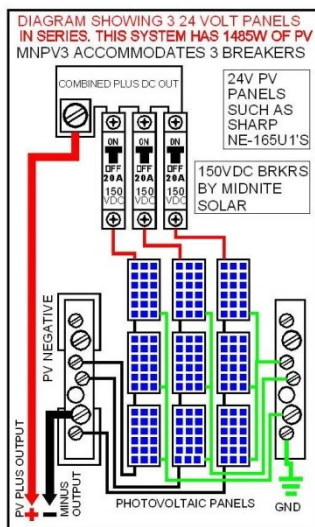 DIAGRAM SHOWING 3 24 VOLT PANELS
IN SERIES. THIS SYSTEM HAS 1485W OF PV
MNPV3 ACCOMMODATES 3 BREAKERS
COMBINED PLUS DC OUT
24V PV
PANELS
SUCH AS
SHARP
NE-165U1'S
ON
OFF
20A
150
VDC
ON
OFF
20A
150
VDC
ON
OFF
20A
150
VDC
150VDC BRKRS
BY MIDNITE
SOLAR
PV NEGATIVE
PV PLUS OUTPUT
+
MINUS
OUTPUT
-
PHOTOVOLTAIC PANELS
GND